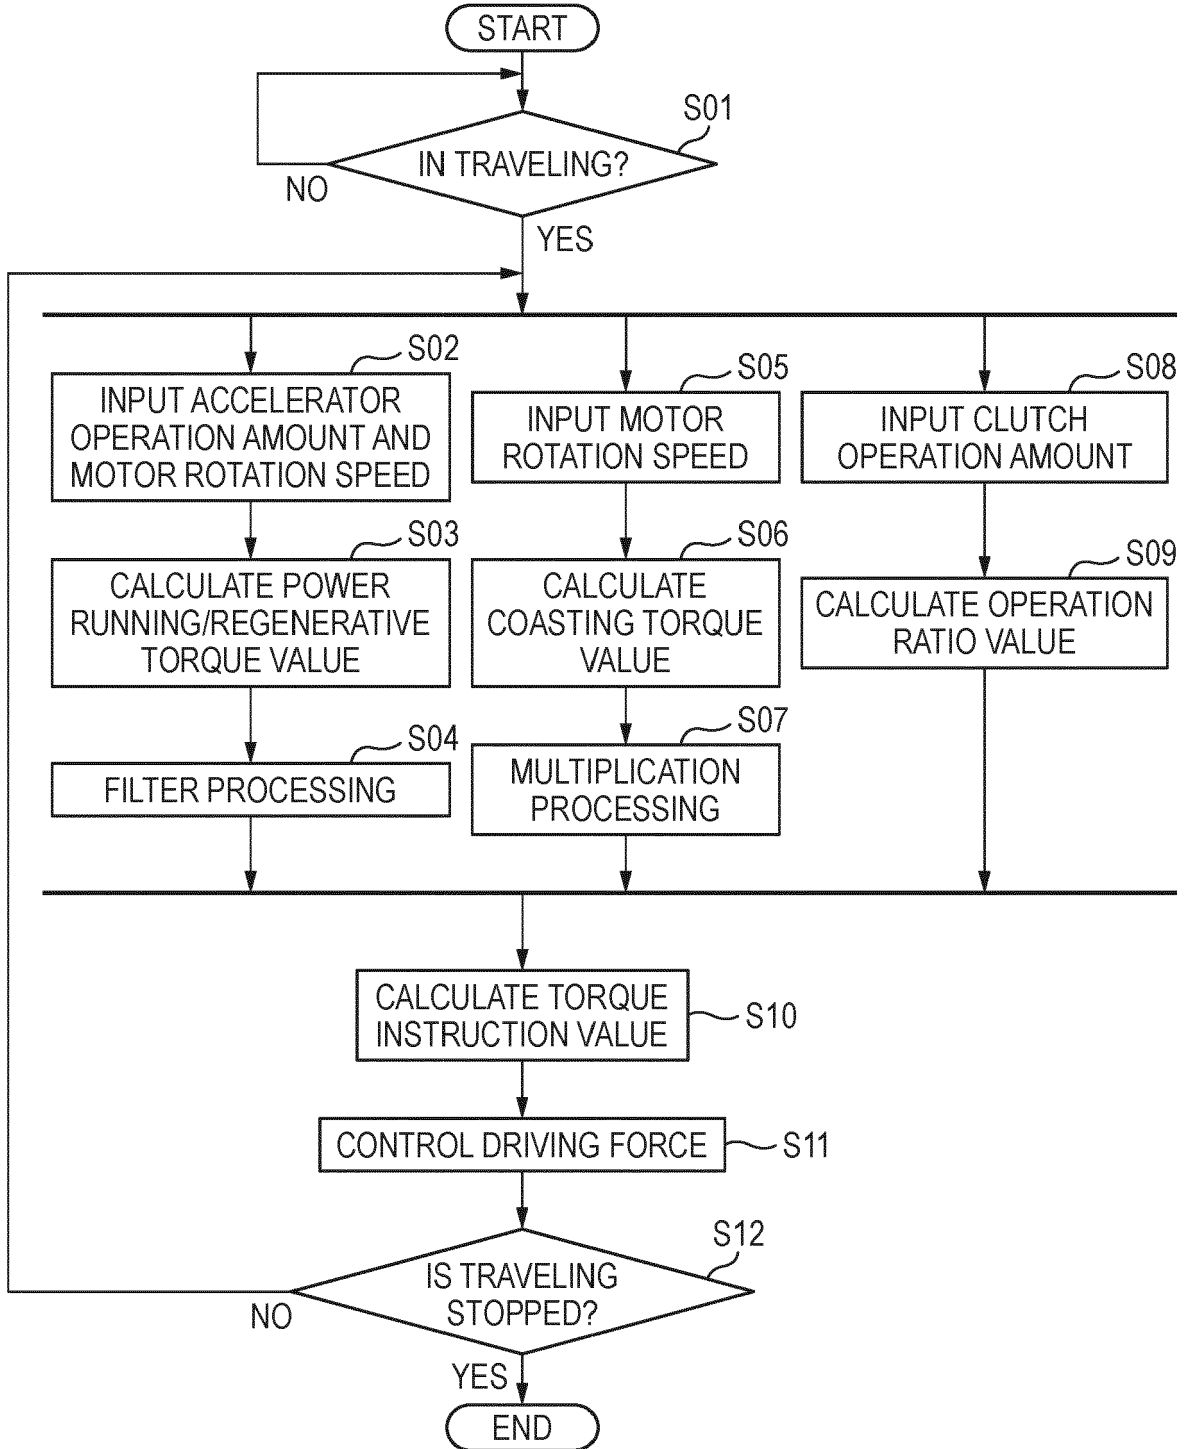 START
S01
IN TRAVELING?
NO
YES
S02
INPUT ACCELERATOR
OPERATION AMOUNT AND
MOTOR ROTATION SPEED
S03
CALCULATE POWER
RUNNING/REGENERATIVE
TORQUE VALUE
S04
FILTER PROCESSING
S05
INPUT MOTOR
ROTATION SPEED
S06
CALCULATE
COASTING TORQUE
VALUE
S07
MULTIPLICATION
PROCESSING
S08
INPUT CLUTCH
OPERATION AMOUNT
S09
CALCULATE OPERATION
RATIO VALUE
CALCULATE TORQUE
INSTRUCTION VALUE
S10
CONTROL DRIVING FORCE
S11
S12
IS TRAVELING
STOPPED?
NO
YES
END